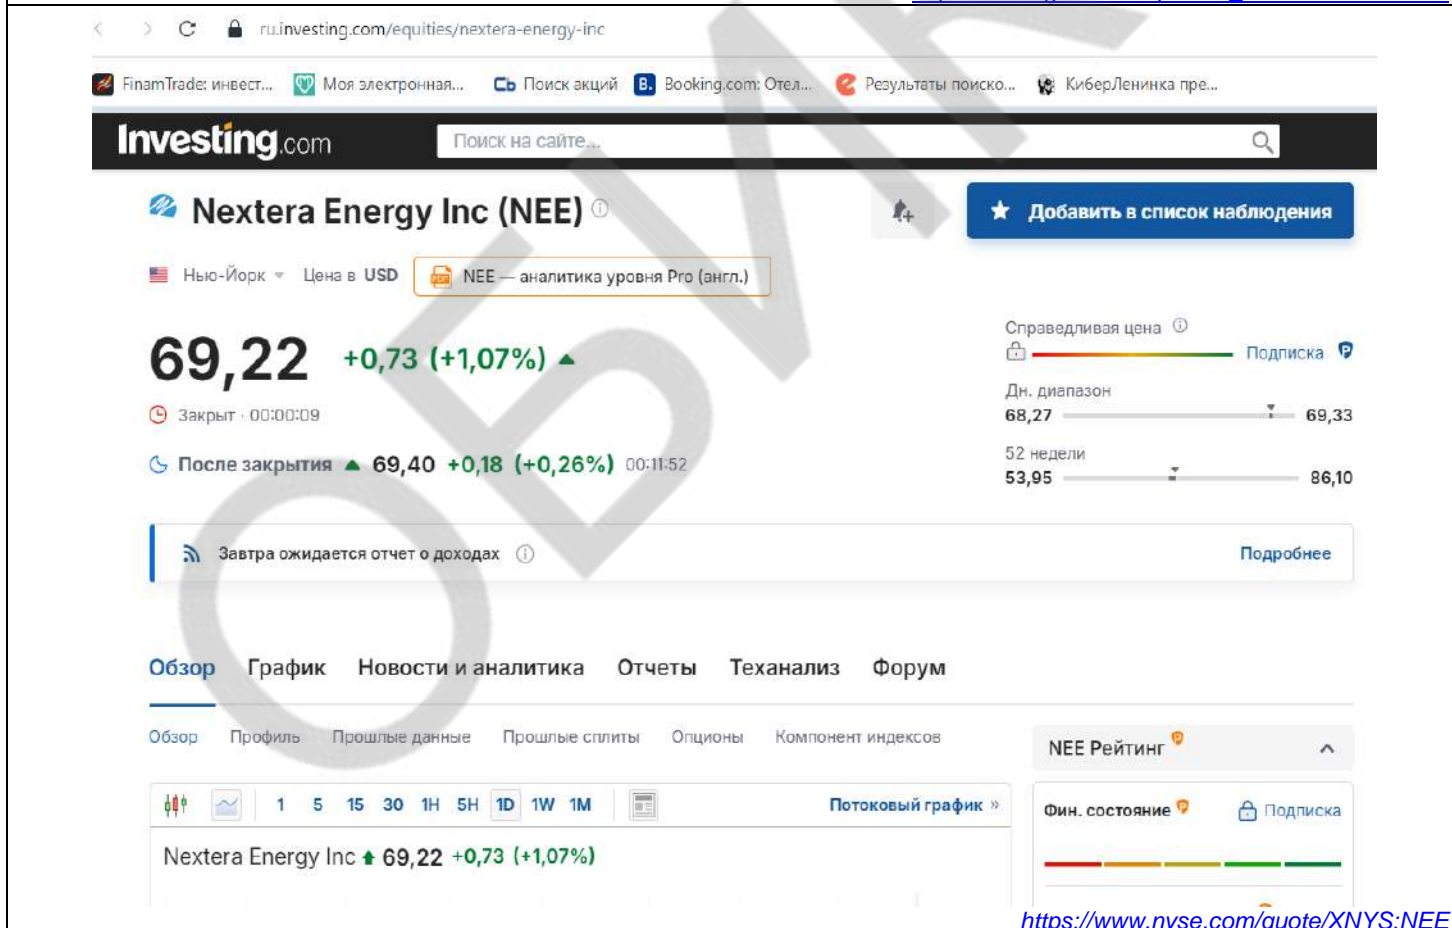 ru.investing.com/equities/nextera-energy-inc
FinamTrade: инвест... Моя электронная... Сь Поиск акций B. Booking.com: Отел... Результаты поиско... КиберЛенинка пре...
Investing.com Поиск на сайте...
Nextera Energy Inc (NEE) Добавить в список наблюдения
Нью-Йорк Цена в USD NEE — аналитика уровня Pro (англ.)
69,22 +0,73 (+1,07%)
Справедливая цена
Подписка
Дн. диапазон
68,27 69,33
Закрыт · 00:00:09
52 недели
53,95 86,10
После закрытия 69,40 +0,18 (+0,26%) 00:11:52
Завтра ожидается отчет о доходах Подробнее
Обзор График Новости и аналитика Отчеты Теханализ Форум
Обзор Профиль Прошлые данные Прошлые сплиты Опционы Компонент индексов
NEE Рейтинг
1 5 15 30 1H 5H 1D 1W 1M Потоковый график »
Фин. состояние Подписка
Nextera Energy Inc 69,22 +0,73 (+1,07%)
https://www.nyse.com/quote/XNYS:NEE